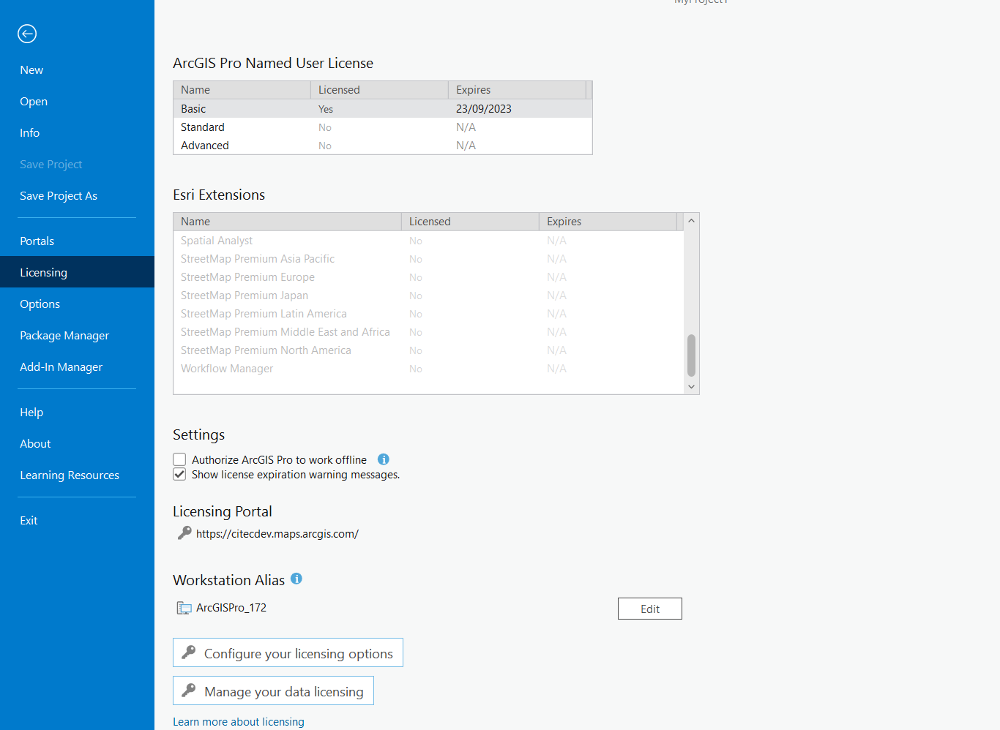 MyProject1
New
Open
Info
Save Project
Save Project As
Portals
Licensing
Options
Package Manager
Add-In Manager
Help
About
Learning Resources
Exit
ArcGIS Pro Named User License
Name Licensed Expires
Basic Yes 23/09/2023
Standard No N/A
Advanced No N/A
Esri Extensions
Name Licensed Expires
Spatial Analyst No N/A
StreetMap Premium Asia Pacific No N/A
StreetMap Premium Europe No N/A
StreetMap Premium Japan No N/A
StreetMap Premium Latin America No N/A
StreetMap Premium Middle East and Africa No N/A
StreetMap Premium North America No N/A
Workflow Manager No N/A
Settings
Authorize ArcGIS Pro to work offline
Show license expiration warning messages.
Licensing Portal
https://citecdev.maps.arcgis.com/
Workstation Alias
ArcGISPro_172
Edit
Configure your licensing options
Manage your data licensing
Learn more about licensing